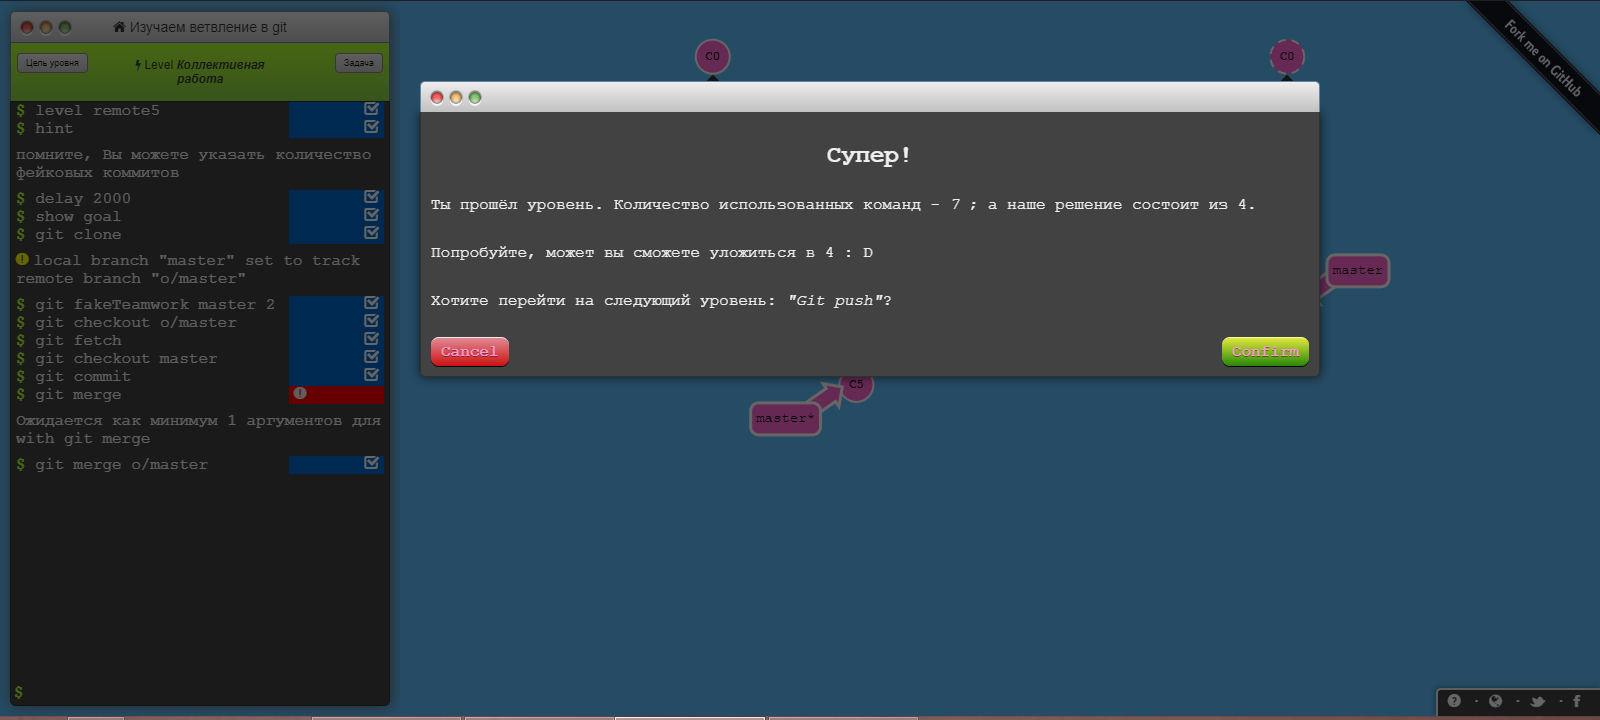 Изучаем ветвление в git
Цель уровня
Level Коллективная работа
Задача
$ level remote5
$ hint
помните, Вы можете указать количество
фейковых коммитов
$ delay 2000
$ show goal
$ git clone
local branch "master" set to track
remote branch "o/master"
$ git fakeTeamwork master 2
$ git checkout o/master
$ git fetch
$ git checkout master
$ git commit
$ git merge
Ожидается как минимум 1 аргументов для
with git merge
$ git merge o/master
$
C0
C0
Fork me on GitHub
Супер!
Ты прошёл уровень. Количество использованных команд - 7 ; а наше решение состоит из 4.
Попробуйте, может вы сможете уложиться в 4 : D
Хотите перейти на следующий уровень: "Git push"?
Cancel
Confirm
master
C5
master*